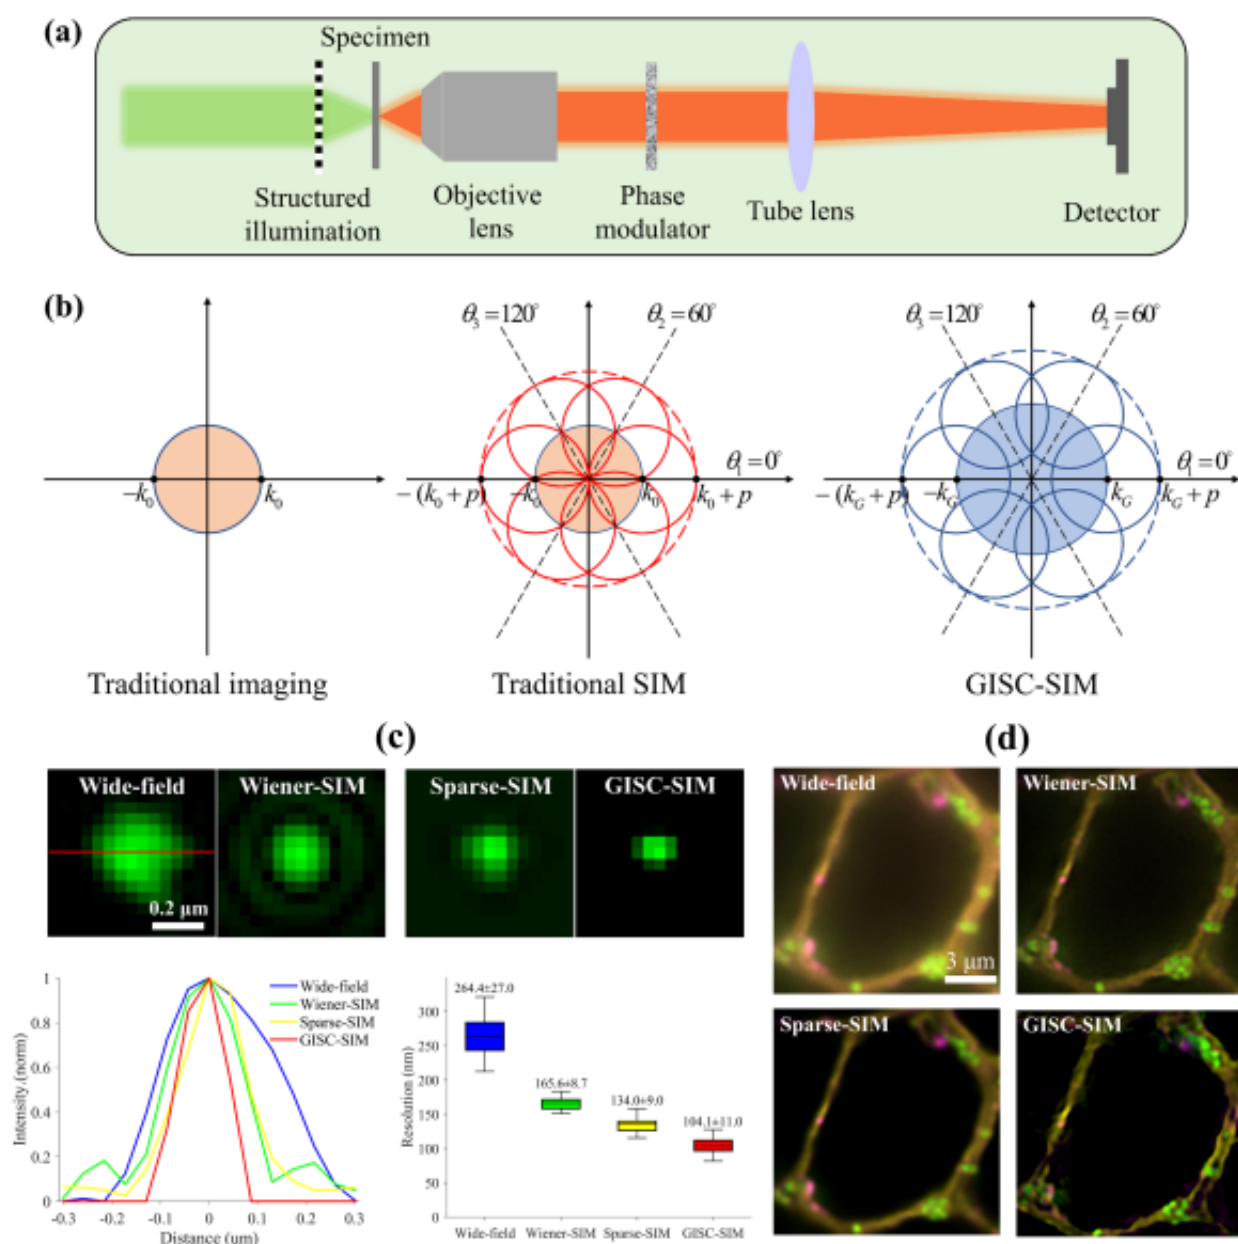 (a)
Specimen
Structured
illumination
Objective
lens
Phase
modulator
Tube lens
Detector
(b)
−k₀
k₀
Traditional imaging
θ₃=120°
θ₂=60°
θ₁=0°
−(k₀+p)
−k₀
k₀
k₀+p
Traditional SIM
θ₃=120°
θ₂=60°
θ₁=0°
−(k_G+p)
−k_G
k_G
k_G+p
GISC-SIM
(c)
Wide-field
0.2 μm
Wiener-SIM
Sparse-SIM
GISC-SIM
Intensity.(norm)
1
0.8
0.6
0.4
0.2
0
-0.3
-0.2
-0.1
0
0.1
0.2
0.3
Distance (um)
Wide-field
Wiener-SIM
Sparse-SIM
GISC-SIM
Resolution (nm)
300
250
200
150
100
50
0
264.4±27.0
165.6±8.7
134.0±9.0
104.1±11.0
Wide-field
Wiener-SIM
Sparse-SIM
GISC-SIM
(d)
Wide-field
3 μm
Wiener-SIM
Sparse-SIM
GISC-SIM